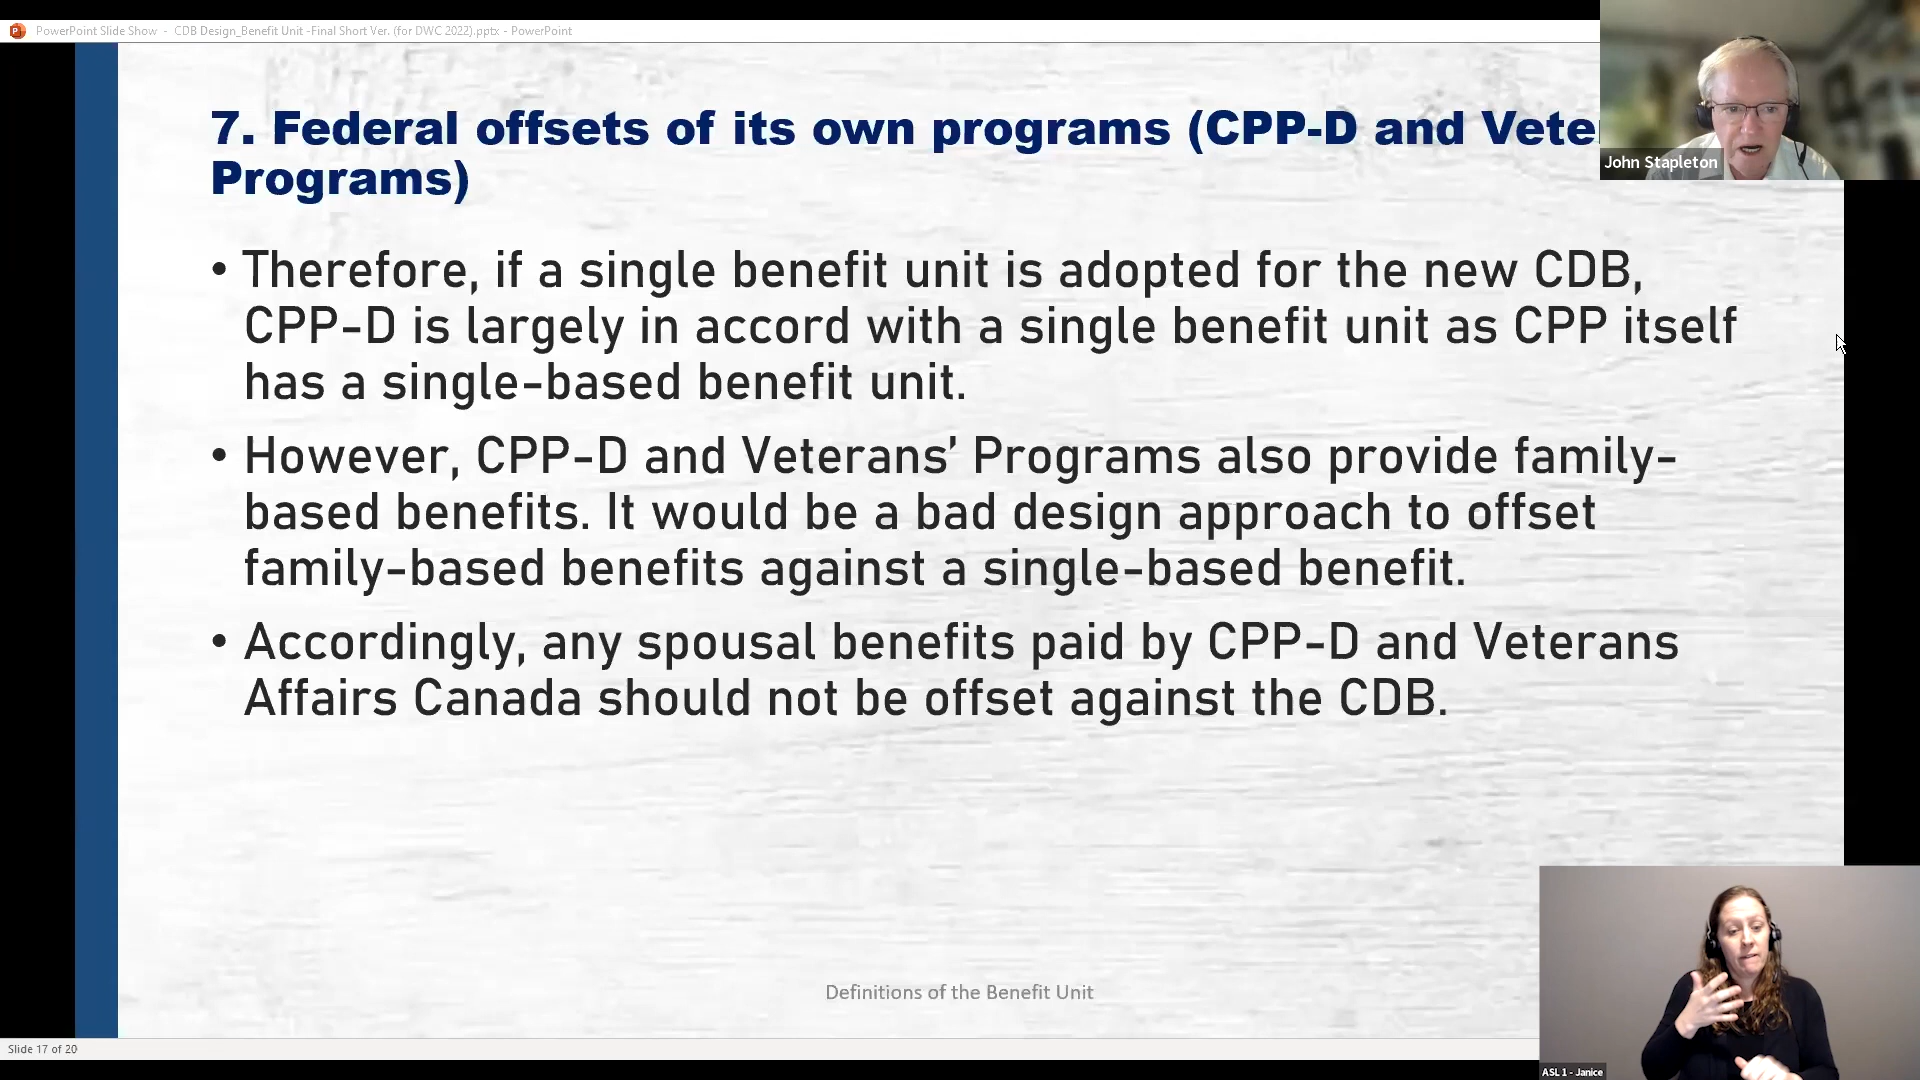 PowerPoint Slide Show - CDB Design_Benefit Unit -Final Short Ver. (for DWC 2022).pptx - PowerPoint
7. Federal offsets of its own programs (CPP-D and Vete
Programs)
John Stapleton
• Therefore, if a single benefit unit is adopted for the new CDB,
CPP-D is largely in accord with a single benefit unit as CPP itself
has a single-based benefit unit.
• However, CPP-D and Veterans’ Programs also provide family-
based benefits. It would be a bad design approach to offset
family-based benefits against a single-based benefit.
• Accordingly, any spousal benefits paid by CPP-D and Veterans
Affairs Canada should not be offset against the CDB.
Definitions of the Benefit Unit
Slide 17 of 20
ASL 1 - Janice